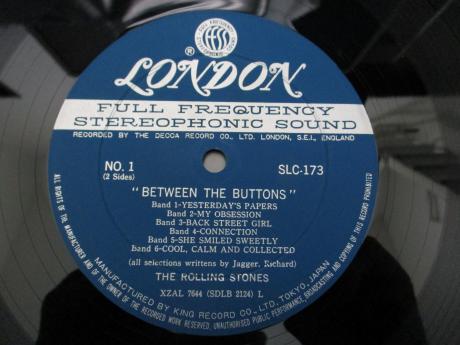 FULL FREQUENCY RANGE RECORDING
®
LONDON
FULL FREQUENCY
STEREOPHONIC SOUND
RECORDED BY THE DECCA RECORD CO., LTD. LONDON, S.E.I., ENGLAND
NO. 1
(2 Sides)
SLC-173
"BETWEEN THE BUTTONS"
Band 1-YESTERDAY'S PAPERS
Band 2-MY OBSESSION
Band 3-BACK STREET GIRL
Band 4-CONNECTION
Band 5-SHE SMILED SWEETLY
Band 6-COOL, CALM AND COLLECTED
(all selections writtens by Jagger, Richard)
THE ROLLING STONES
XZAL 7644 (SDLB 2124) L
MANUFACTURED BY KING RECORD CO., LTD. TOKYO, JAPAN
ALL RIGHTS OF THE MANUFACTURER AND OF THE OWNER OF THE RECORDED WORK RESERVED. UNAUTHORISED PUBLIC PERFORMANCE, BROADCASTING AND COPYING OF THIS RECORD PROHIBITED